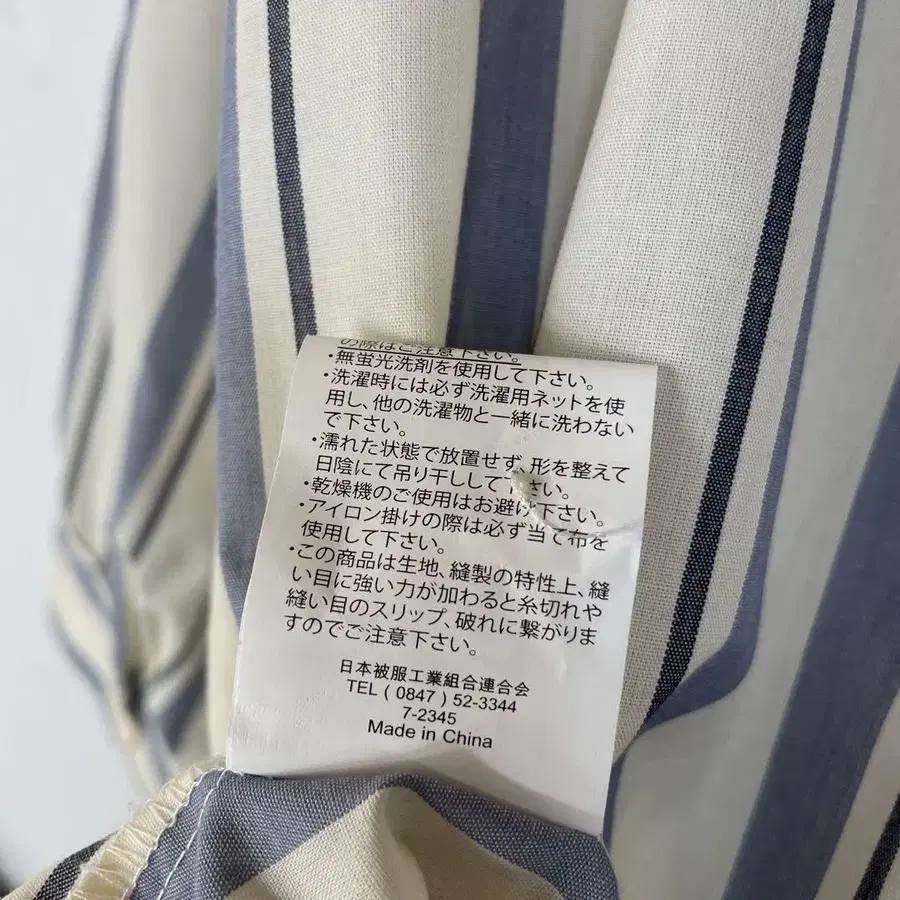 の際はご注意下さい。
・無蛍光洗剤を使用して下さい。
・洗濯時には必ず洗濯用ネットを使
用し、他の洗濯物と一緒に洗わない
で下さい。
・濡れた状態で放置せず、形を整えて
日陰にて吊り干しして下さい。
・乾燥機のご使用はお避け下さい。
・アイロン掛けの際は必ず当て布を
使用して下さい。
・この商品は生地、縫製の特性上、縫
い目に強い力が加わると糸切れや
縫い目のスリップ、破れに繋がりま
すのでご注意下さい。
日本被服工業組合連合会
TEL ( 0847 ) 52-3344
7-2345
Made in China